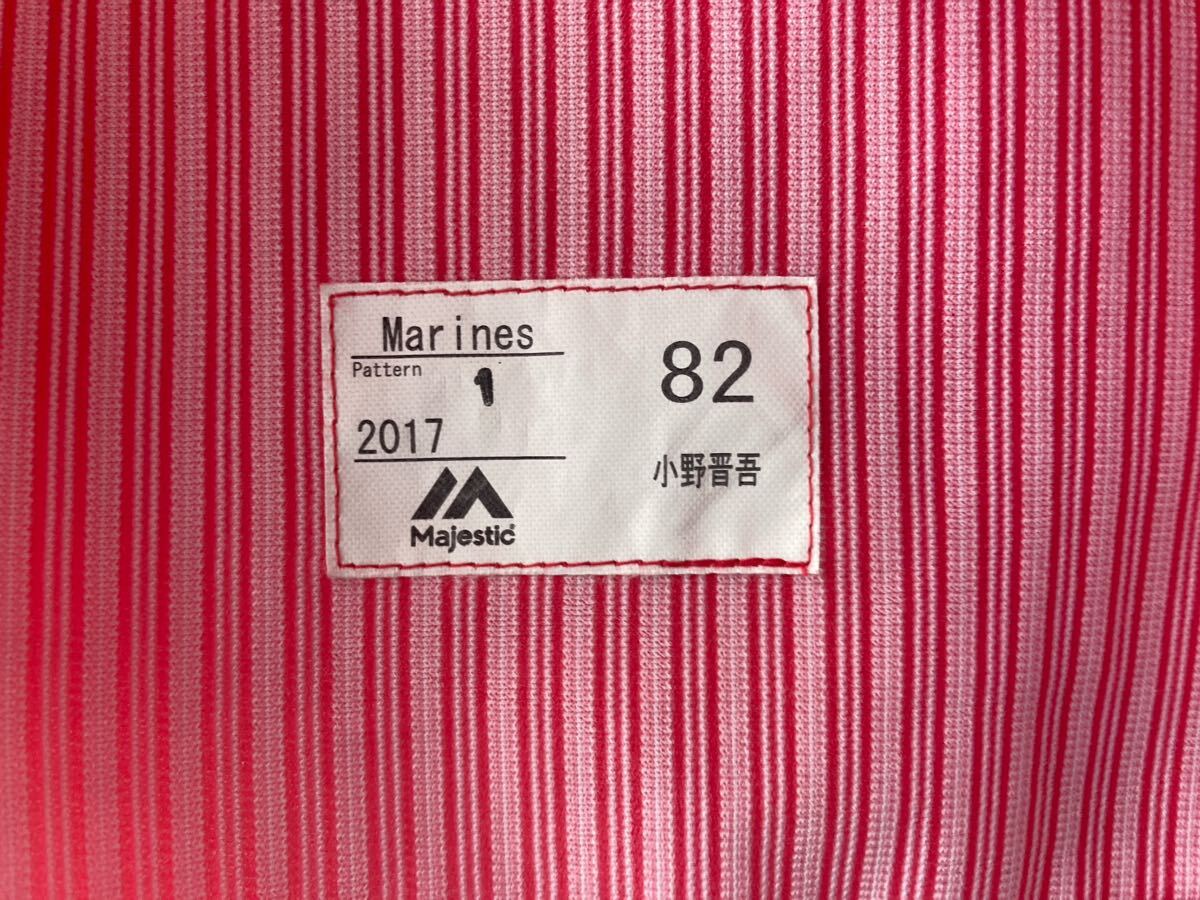 Marines
Pattern 1
2017
Majestic
82
小野晋吾